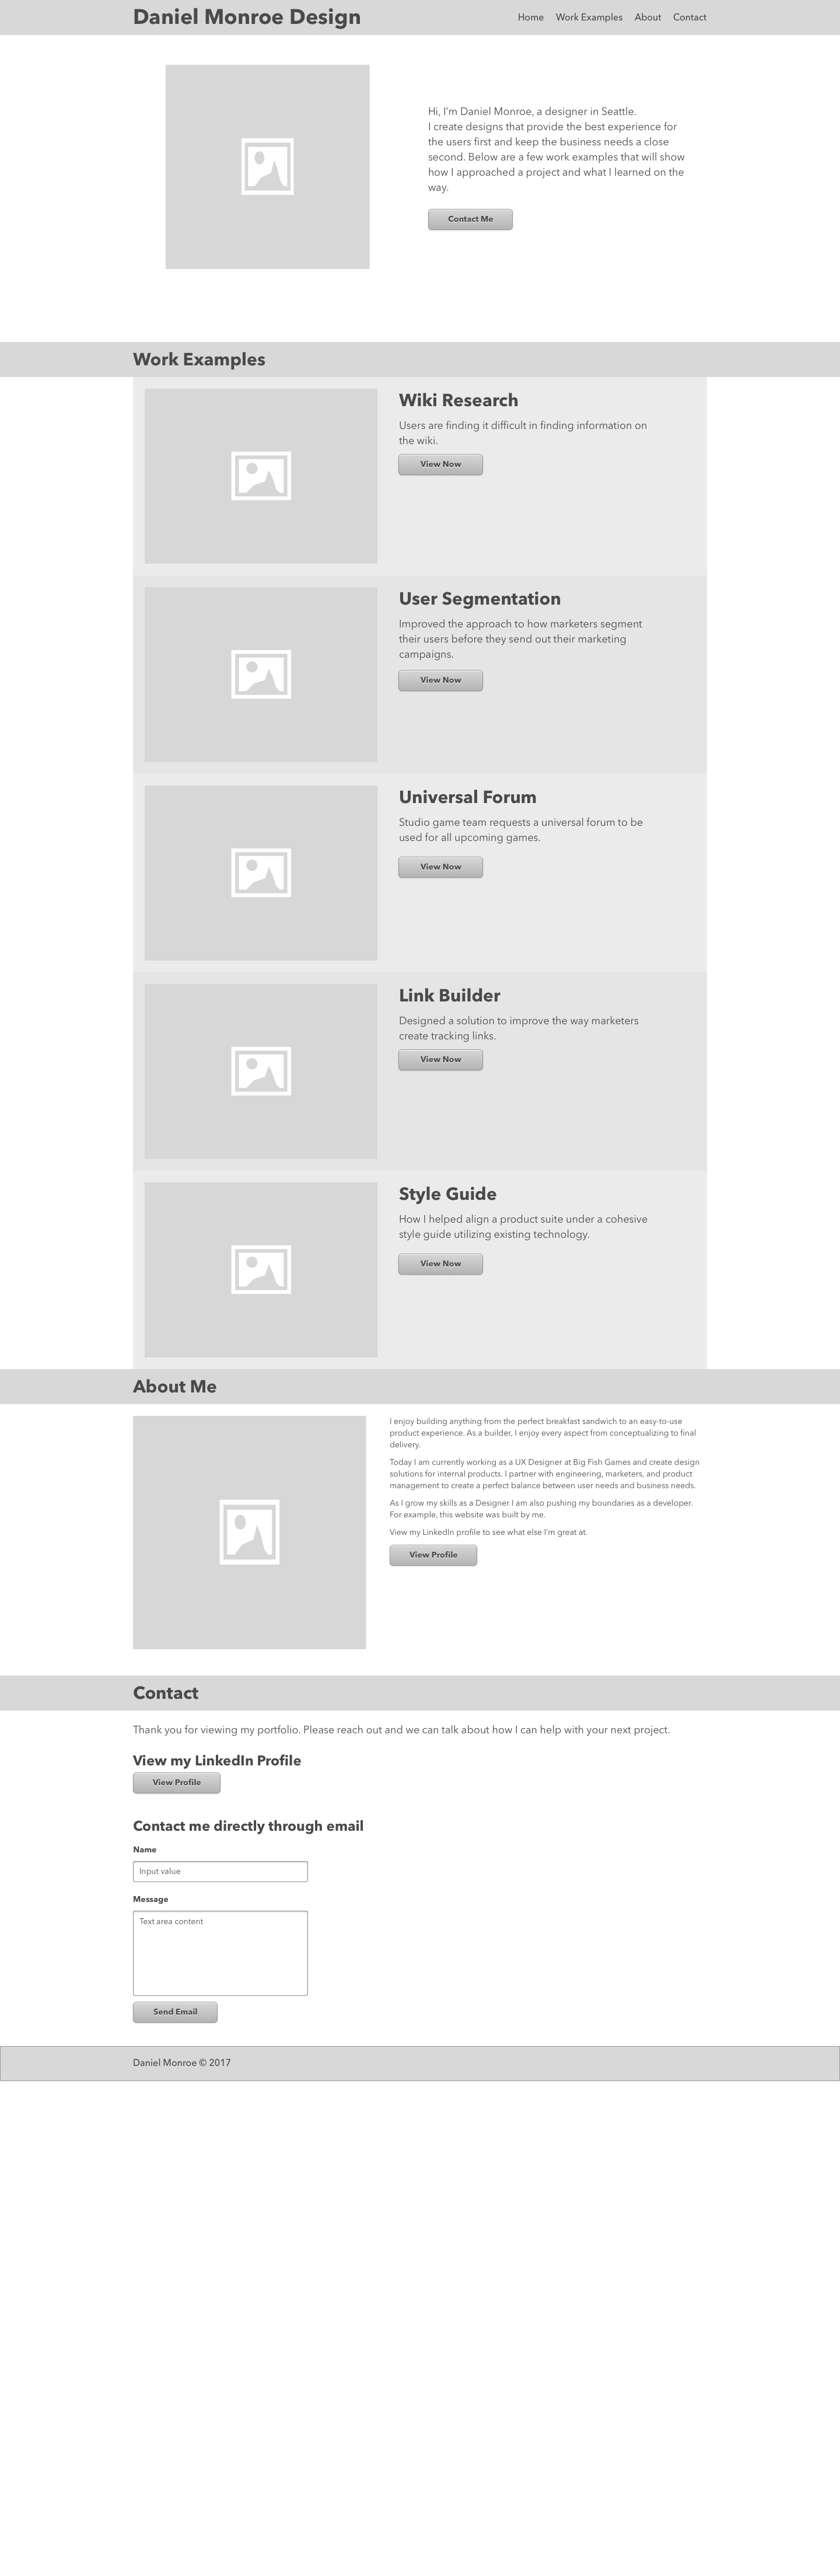 Daniel Monroe Design
Home Work Examples About Contact
Hi, I'm Daniel Monroe, a designer in Seattle.
I create designs that provide the best experience for
the users first and keep the business needs a close
second. Below are a few work examples that will show
how I approached a project and what I learned on the
way.
Contact Me
Work Examples
Wiki Research
Users are finding it difficult in finding information on
the wiki.
View Now
User Segmentation
Improved the approach to how marketers segment
their users before they send out their marketing
campaigns.
View Now
Universal Forum
Studio game team requests a universal forum to be
used for all upcoming games.
View Now
Link Builder
Designed a solution to improve the way marketers
create tracking links.
View Now
Style Guide
How I helped align a product suite under a cohesive
style guide utilizing existing technology.
View Now
About Me
I enjoy building anything from the perfect breakfast sandwich to an easy-to-use
product experience. As a builder, I enjoy every aspect from conceptualizing to final
delivery.
Today I am currently working as a UX Designer at Big Fish Games and create design
solutions for internal products. I partner with engineering, marketers, and product
management to create a perfect balance between user needs and business needs.
As I grow my skills as a Designer I am also pushing my boundaries as a developer.
For example, this website was built by me.
View my LinkedIn profile to see what else I'm great at.
View Profile
Contact
Thank you for viewing my portfolio. Please reach out and we can talk about how I can help with your next project.
View my LinkedIn Profile
View Profile
Contact me directly through email
Name
Input value
Message
Text area content
Send Email
Daniel Monroe © 2017